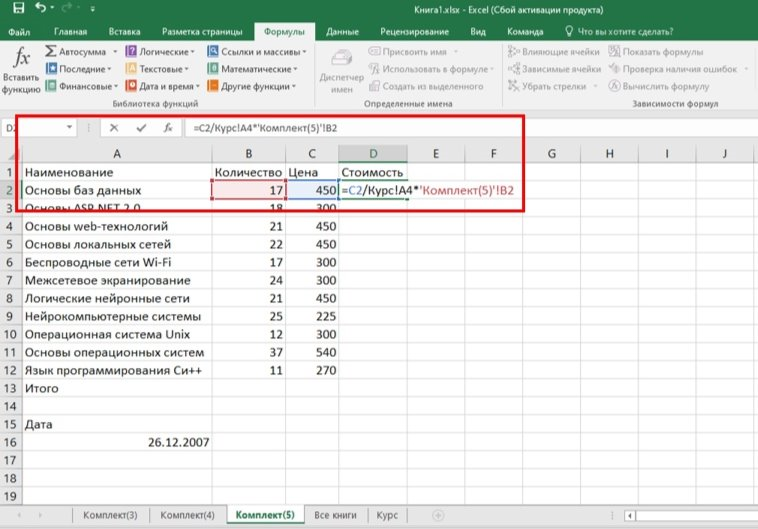 Книга1.xlsx - Excel (Сбой активации продукта)
Файл Главная Вставка Разметка страницы Формулы Данные Рецензирование Вид Команда Что вы хотите сделать?
fx Вставить функцию
Σ Автосумма
Последние
Финансовые
Логические
Текстовые
Дата и время
Ссылки и массивы
Математические
Другие функции
Библиотека функций
Диспетчер имен
Присвоить имя
Использовать в формуле
Создать из выделенного
Определенные имена
Влияющие ячейки
Зависимые ячейки
Убрать стрелки
Показать формулы
Проверка наличия ошибок
Вычислить формулу
Зависимости формул
fx =C2/Курс!A4*'Комплект(5)'!B2
A B C D E F G H I J K
1 Наименование Количество Цена Стоимость
2 Основы баз данных 17 450 =C2/Курс!A4*'Комплект(5)'!B2
3 Основы ASP.NET 2.0 18 300
4 Основы web-технологий 21 450
5 Основы локальных сетей 22 450
6 Беспроводные сети Wi-Fi 17 300
7 Межсетевое экранирование 24 300
8 Логические нейронные сети 21 450
9 Нейрокомпьютерные системы 25 225
10 Операционная система Unix 12 300
11 Основы операционных систем 37 540
12 Язык программирования Си++ 11 270
13 Итого
14
15 Дата
16 26.12.2007
17
18
19
Комплект(3) Комплект(4) Комплект(5) Все книги Курс